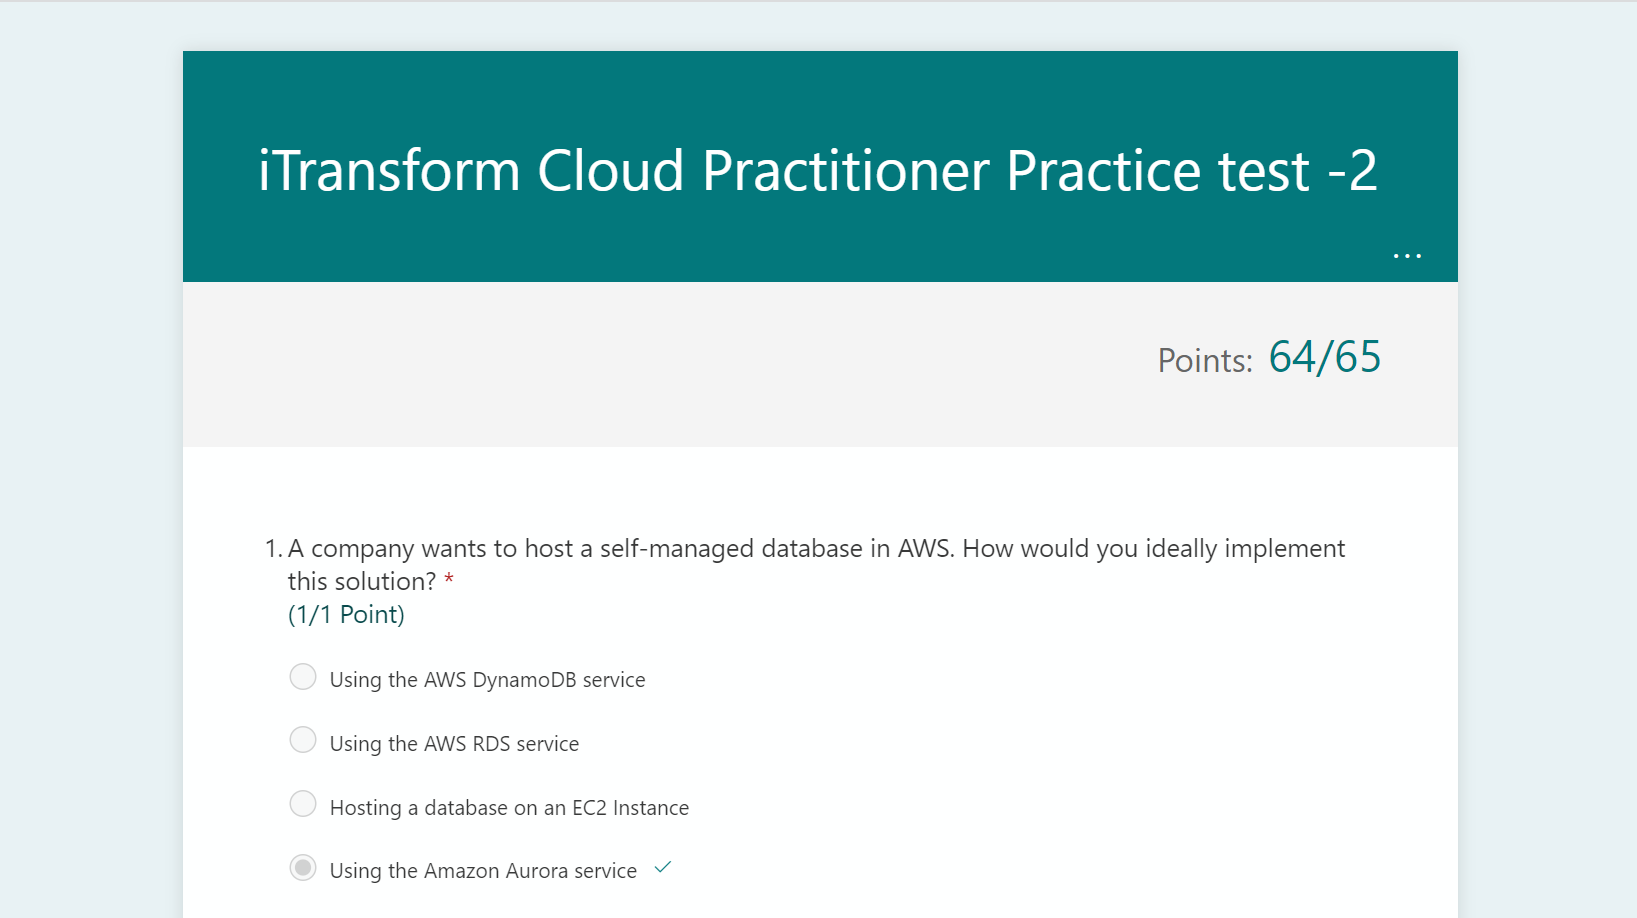 iTransform Cloud Practitioner Practice test -2
...
Points: 64/65
1. A company wants to host a self-managed database in AWS. How would you ideally implement
this solution? *
(1/1 Point)
Using the AWS DynamoDB service
Using the AWS RDS service
Hosting a database on an EC2 Instance
Using the Amazon Aurora service